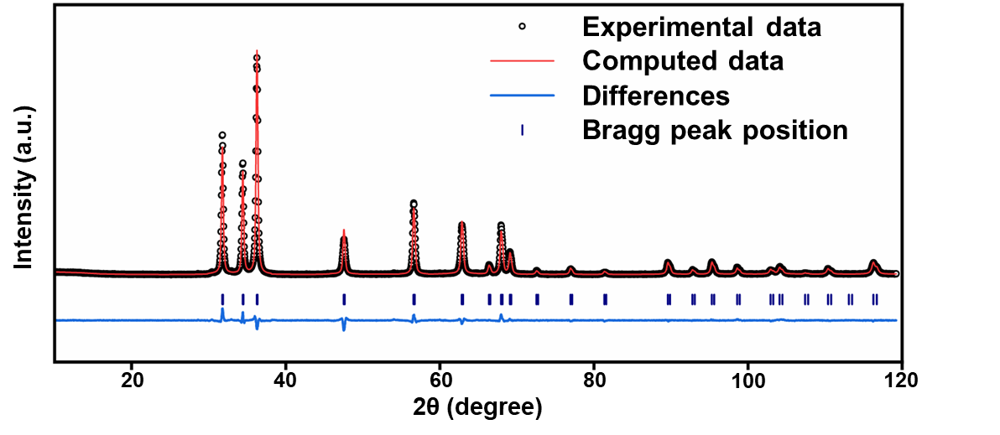 Experimental data
Computed data
Differences
Bragg peak position
Intensity (a.u.)
20 40 60 80 100 120
2θ (degree)